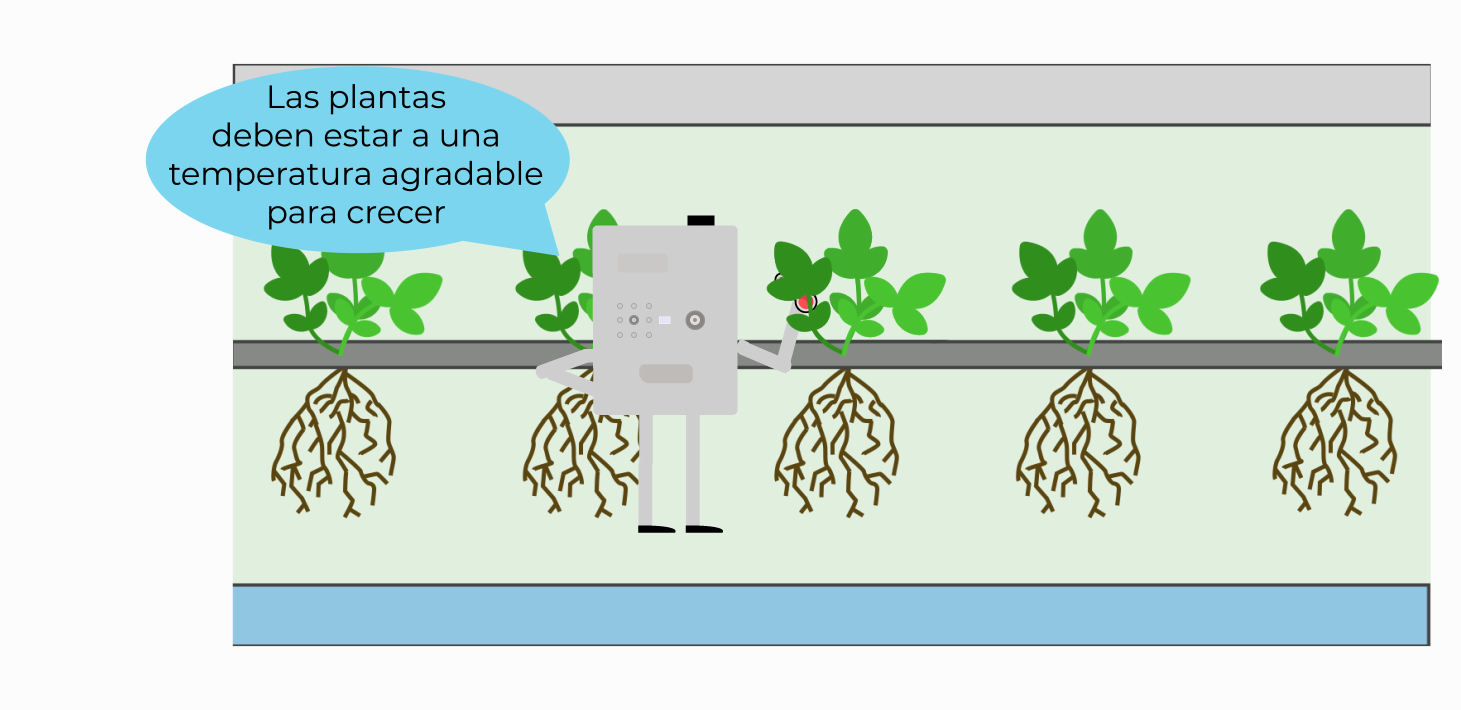 Las plantas
deben estar a una
temperatura agradable
para crecer